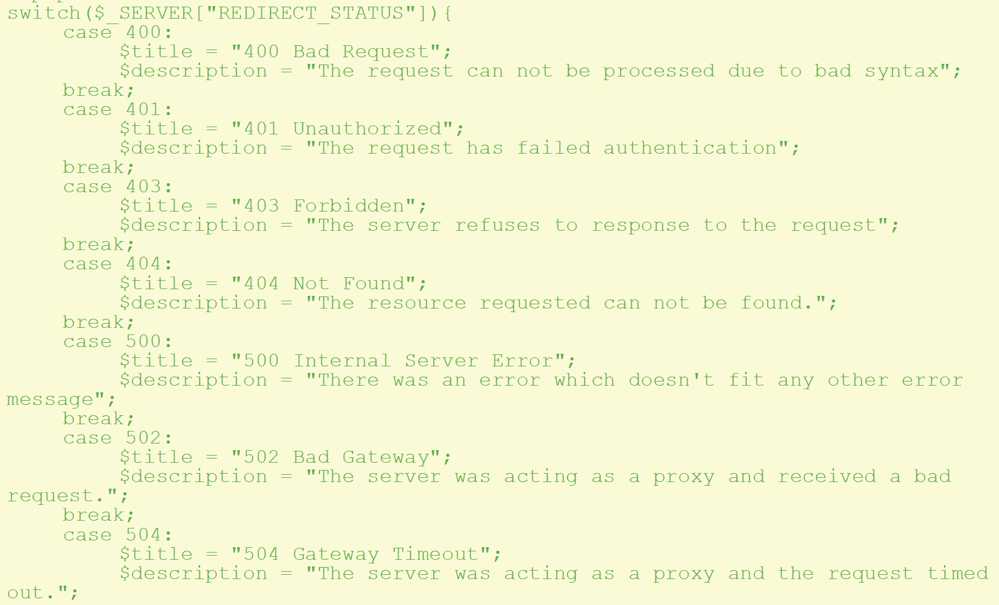 switch($_SERVER["REDIRECT_STATUS"]){
case 400:
$title = "400 Bad Request";
$description = "The request can not be processed due to bad syntax";
break;
case 401:
$title = "401 Unauthorized";
$description = "The request has failed authentication";
break;
case 403:
$title = "403 Forbidden";
$description = "The server refuses to response to the request";
break;
case 404:
$title = "404 Not Found";
$description = "The resource requested can not be found.";
break;
case 500:
$title = "500 Internal Server Error";
$description = "There was an error which doesn't fit any other error
message";
break;
case 502:
$title = "502 Bad Gateway";
$description = "The server was acting as a proxy and received a bad
request.";
break;
case 504:
$title = "504 Gateway Timeout";
$description = "The server was acting as a proxy and the request timed
out.";